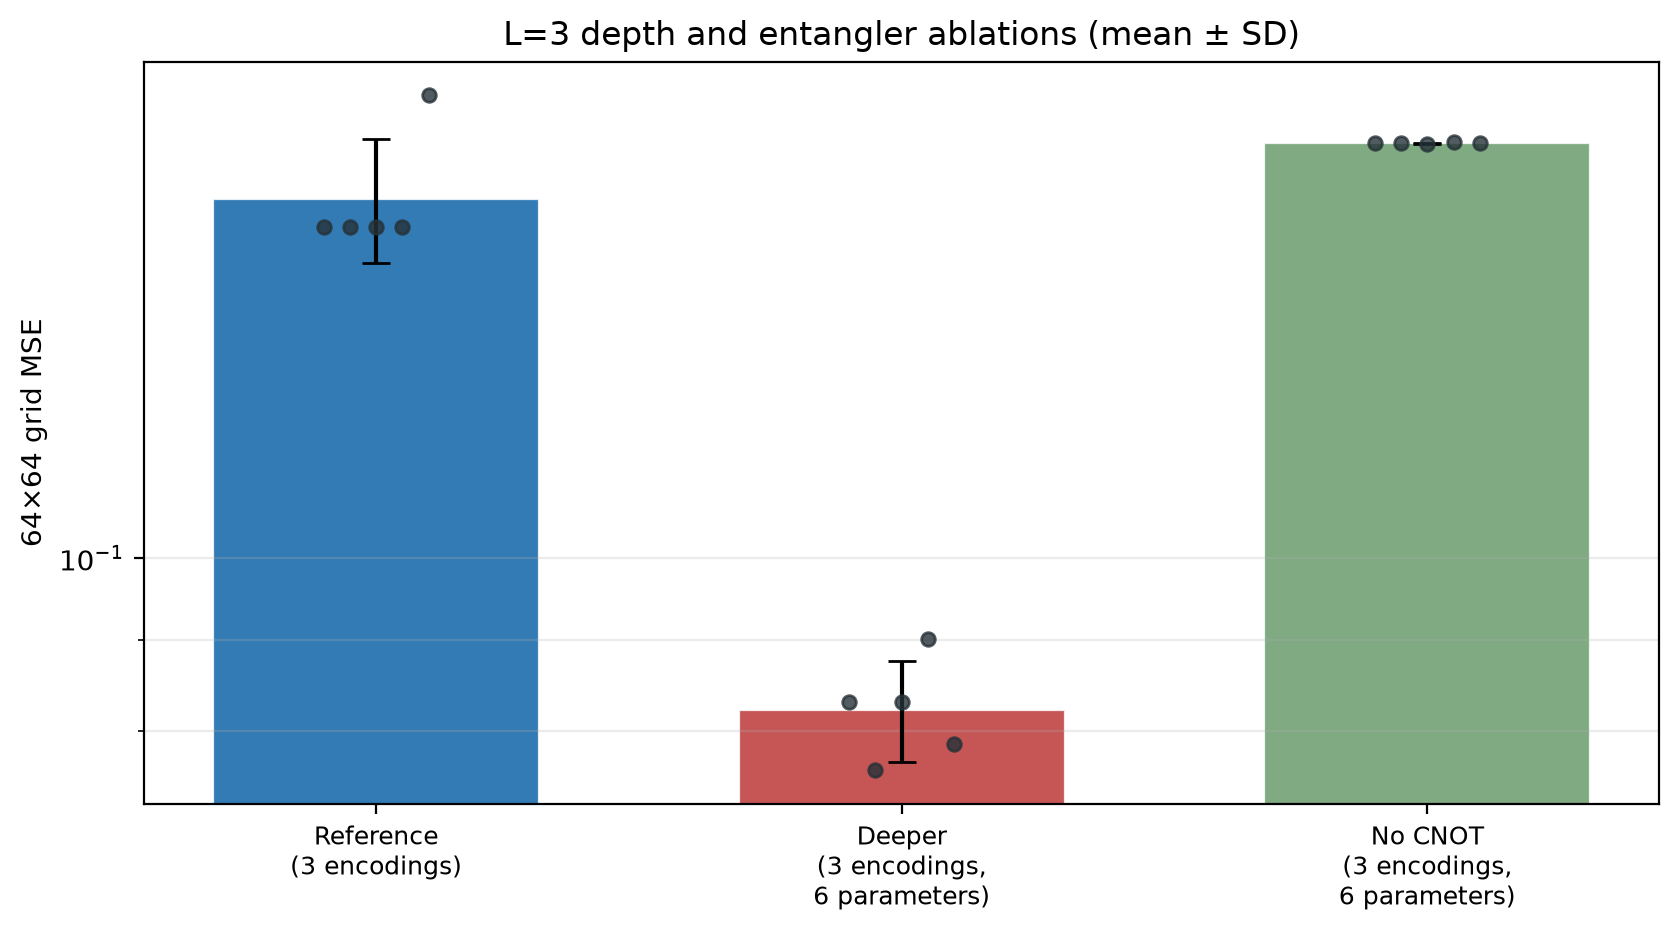 L=3 depth and entangler ablations (mean ± SD)
64×64 grid MSE
10⁻¹
Reference
(3 encodings)
Deeper
(3 encodings,
6 parameters)
No CNOT
(3 encodings,
6 parameters)